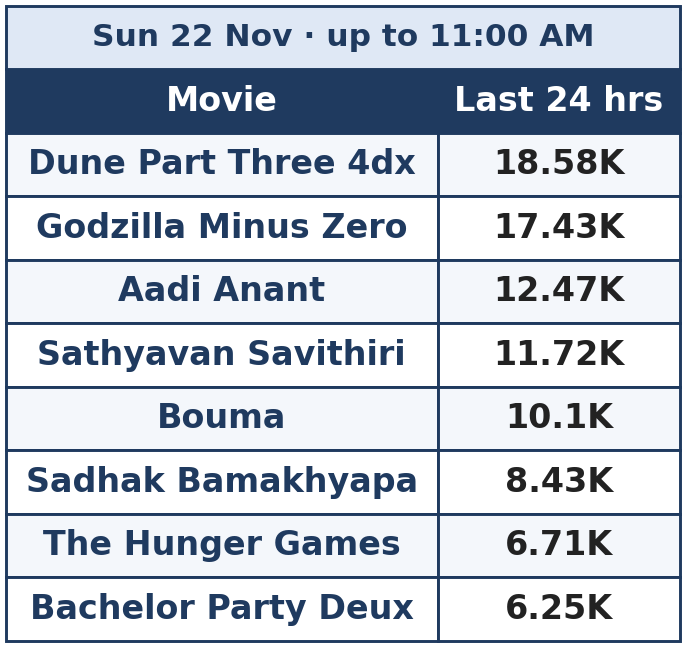 Sun 22 Nov · up to 11:00 AM
Movie Last 24 hrs
Dune Part Three 4dx 18.58K
Godzilla Minus Zero 17.43K
Aadi Anant 12.47K
Sathyavan Savithiri 11.72K
Bouma 10.1K
Sadhak Bamakhyapa 8.43K
The Hunger Games 6.71K
Bachelor Party Deux 6.25K